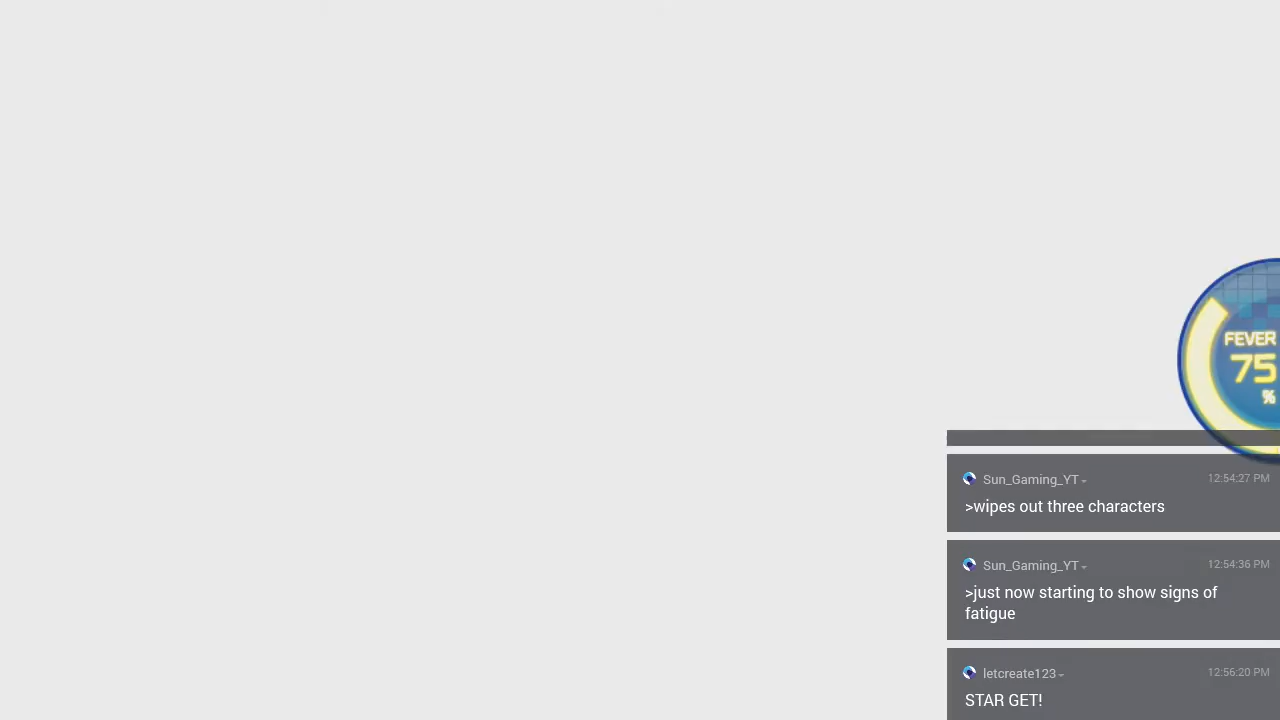 FEVER
75
%
Sun_Gaming_YT 12:54:27 PM
>wipes out three characters
Sun_Gaming_YT 12:54:36 PM
>just now starting to show signs of
fatigue
letcreate123 12:56:20 PM
STAR GET!